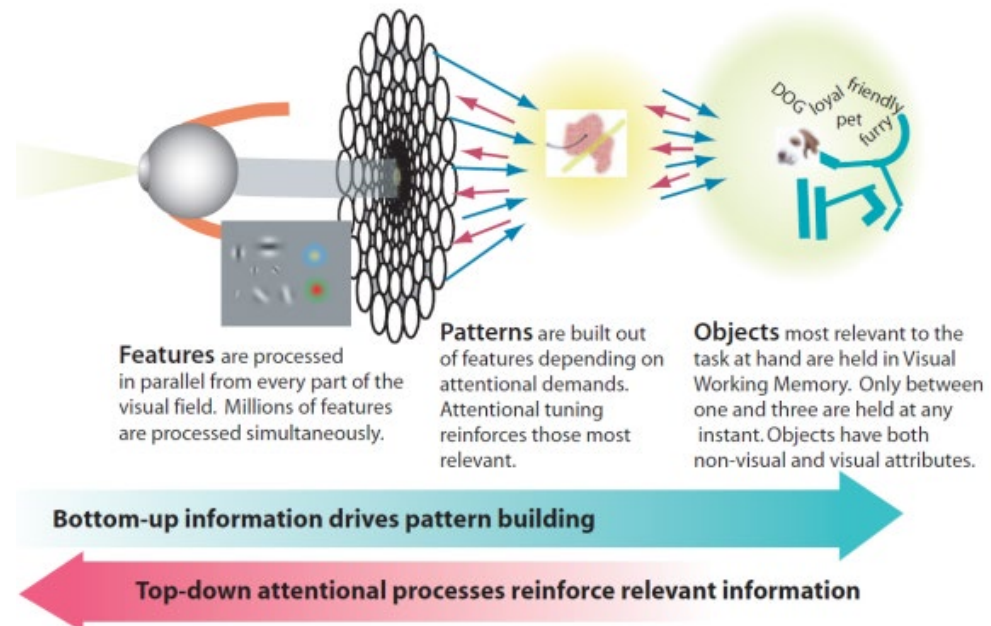 DOG loyal friendly
pet
furry
Features are processed
in parallel from every part of the
visual field. Millions of features
are processed simultaneously.
Patterns are built out
of features depending on
attentional demands.
Attentional tuning
reinforces those most
relevant.
Objects most relevant to the
task at hand are held in Visual
Working Memory. Only between
one and three are held at any
instant. Objects have both
non-visual and visual attributes.
Bottom-up information drives pattern building
Top-down attentional processes reinforce relevant information